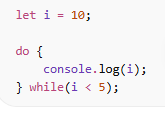 let i = 10;

do {
    console.log(i);
} while(i < 5);